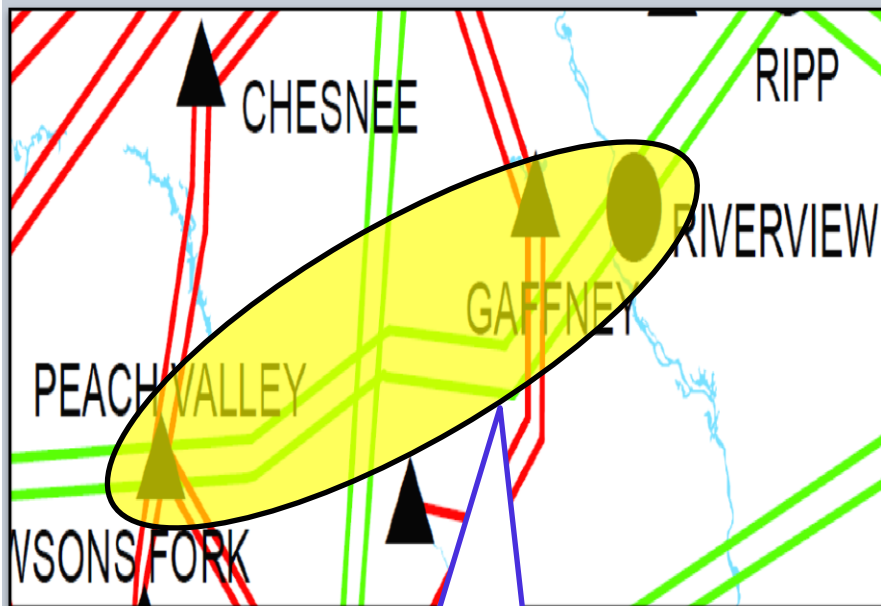 RIPP
CHESNEE
RIVERVIEW
GAFFNEY
PEACH VALLEY
WSONS FORK